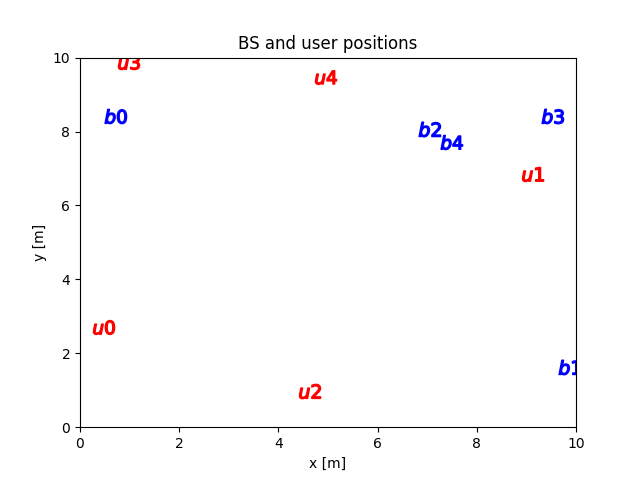 BS and user positions
10
u3
u4
b0
b3
8
b2
b4
u1
6
y [m]
4
u0
2
b1
u2
0
0 2 4 6 8 10
x [m]